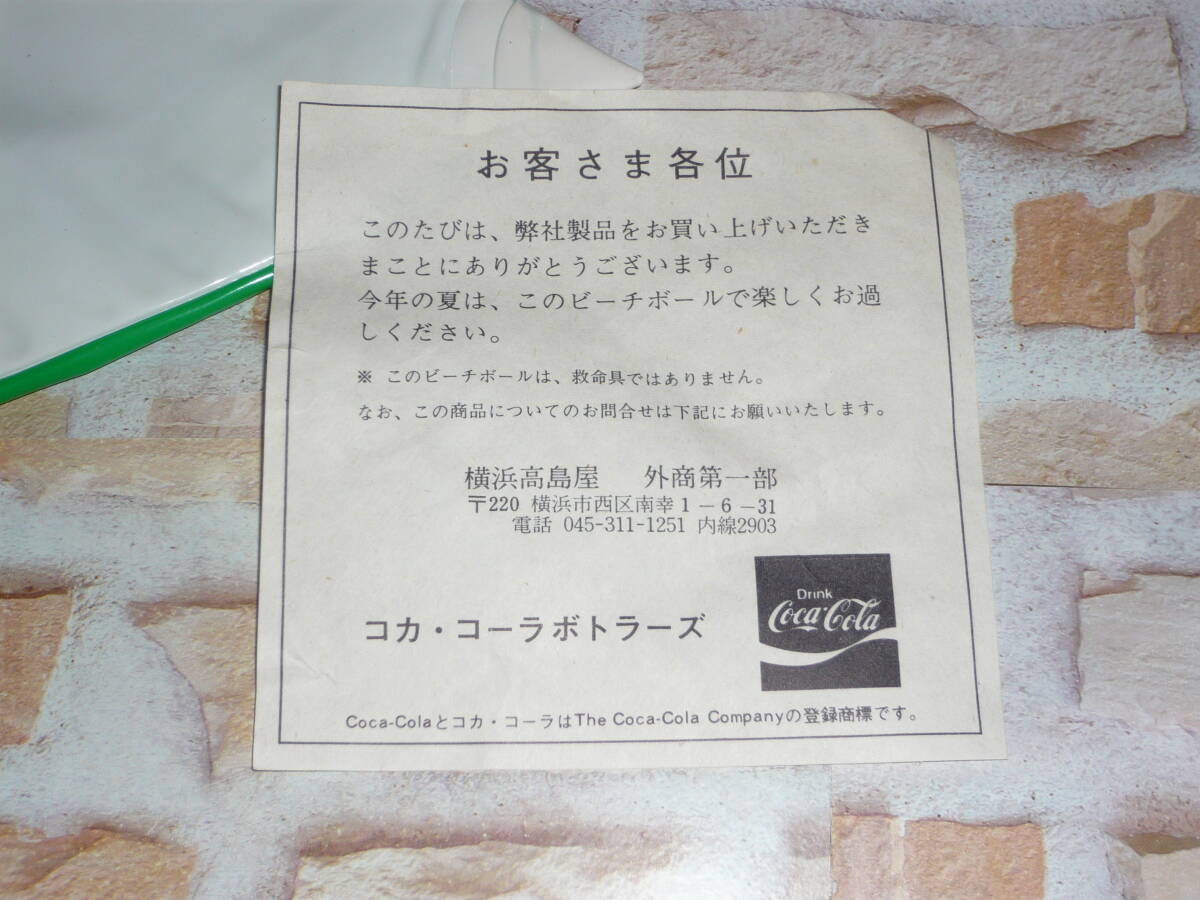 お客さま各位
このたびは、弊社製品をお買い上げいただき
まことにありがとうございます。
今年の夏は、このビーチボールで楽しくお過
しください。
※ このビーチボールは、救命具ではありません。
なお、この商品についてのお問合せは下記にお願いいたします。
横浜高島屋　外商第一部
〒220 横浜市西区南幸1－6－31
電話 045-311-1251 内線2903
Drink
Coca-Cola
コカ・コーラボトラーズ
Coca-Colaとコカ・コーラはThe Coca-Cola Companyの登録商標です。